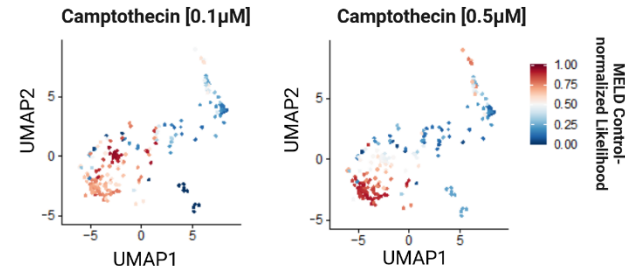 Camptothecin [0.1µM]
Camptothecin [0.5µM]
UMAP2
5
0
−5
−5
0
5
UMAP1
UMAP2
5
0
−5
−5
0
5
UMAP1
1.00
0.75
0.50
0.25
0.00
MELD Control-
normalized Likelihood